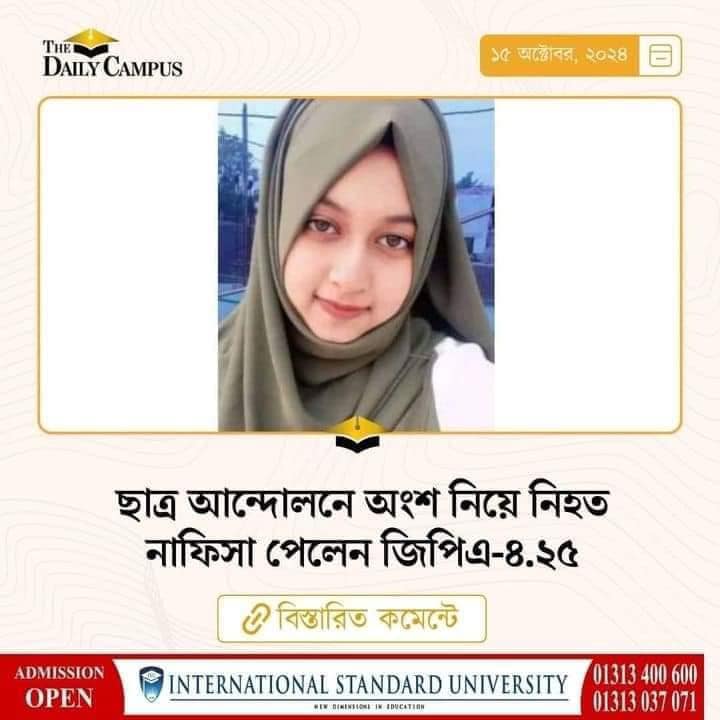 THE
DAILY CAMPUS
১৫ অক্টোবর, ২০২৪
ছাত্র আন্দোলনে অংশ নিয়ে নিহত
নাফিসা পেলেন জিপিএ-৪.২৫
বিস্তারিত কমেন্টে
ADMISSION
OPEN
INTERNATIONAL STANDARD UNIVERSITY
NEW DIMENSIONS IN EDUCATION
01313 400 600
01313 037 071